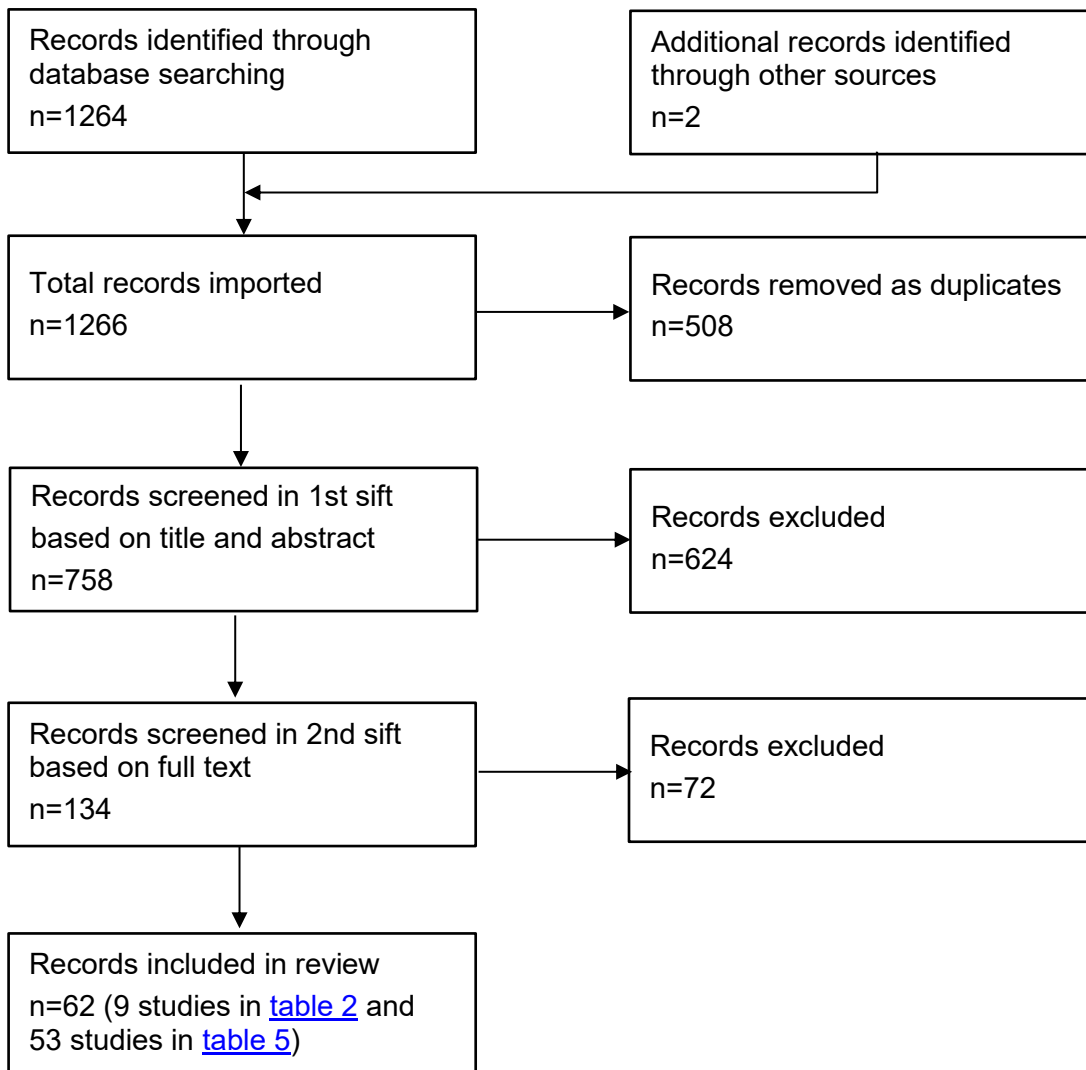 Records identified through
database searching
n=1264
Additional records identified
through other sources
n=2
Total records imported
n=1266
Records removed as duplicates
n=508
Records screened in 1st sift
based on title and abstract
n=758
Records excluded
n=624
Records screened in 2nd sift
based on full text
n=134
Records excluded
n=72
Records included in review
n=62 (9 studies in table 2 and
53 studies in table 5)